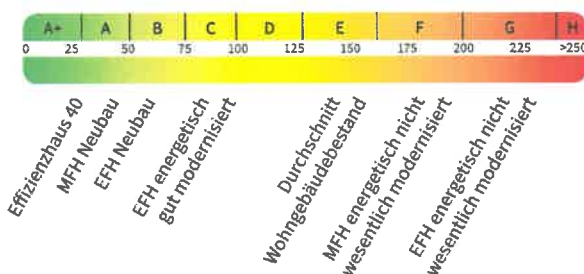 A+ A B C D E F G H
0 25 50 75 100 125 150 175 200 225 >250
Effizienzhaus 40
MFH Neubau
EFH Neubau
EFH energetisch
gut modernisiert
Durchschnitt
Wohngebäudebestand
MFH energetisch nicht
wesentlich modernisiert
EFH energetisch nicht
wesentlich modernisiert